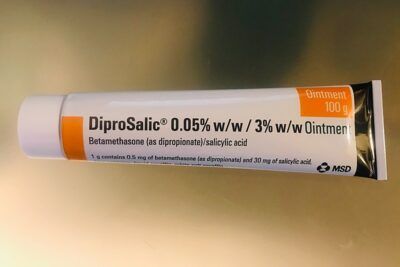 Ointment
100 g
DiproSalic® 0.05% w/w / 3% w/w Ointment
Betamethasone (as dipropionate)/salicylic acid
1 g contains 0.5 mg of betamethasone (as dipropionate) and 30 mg of salicylic acid.
MSD